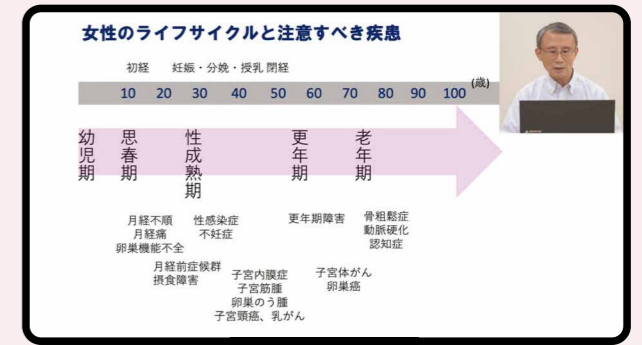 女性のライフサイクルと注意すべき疾患
初経 妊娠・分娩・授乳 閉経
(歳)
10 20 30 40 50 60 70 80 90 100
幼児期
思春期
性成熟期
更年期
老年期
月経不順
月経痛
卵巣機能不全
性感染症
不妊症
更年期障害
骨粗鬆症
動脈硬化
認知症
月経前症候群
摂食障害
子宮内膜症
子宮筋腫
卵巣のう腫
子宮頸癌、乳がん
子宮体がん
卵巣癌